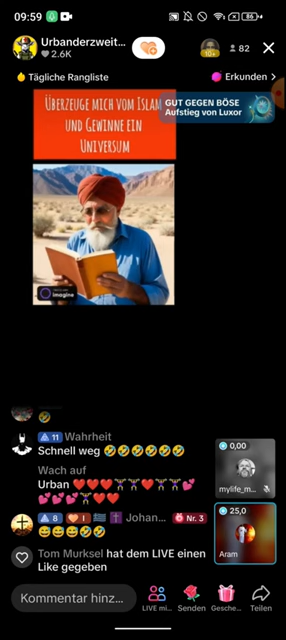 09:59
86
Urbanderzweit...
2.6K
10+
82
Tägliche Rangliste
Erkunden >
ÜBERZEUGE MICH VOM ISLAM
UND GEWINNE EIN
UNIVERSUM
GUT GEGEN BÖSE
Aufstieg von Luxor
imagine
11 Wahrheit
Schnell weg 🤣🤣🤣🤣🤣🤣
Wach auf
Urban ❤️❤️❤️🏋️🏋️❤️🏋️🏋️💕
💕💕💕🏋️❤️❤️
0,00
mylife_m...
8 I Johan... Nr. 3
😅😅😅🤣🤣
25,0
Aram
Tom Murksel hat dem LIVE einen
Like gegeben
Kommentar hinz...
LIVE mi...
Senden
Gesche...
Teilen